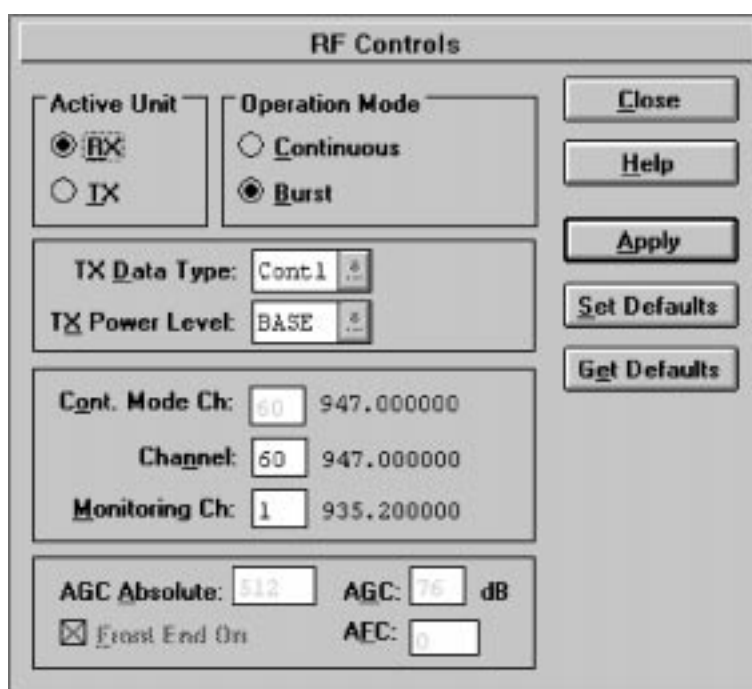 RF Controls
Active Unit
RX
TX
Operation Mode
Continuous
Burst
TX Data Type: Cont1
TX Power Level: BASE
Cont. Mode Ch: 60 947.000000
Channel: 60 947.000000
Monitoring Ch: 1 935.200000
AGC Absolute: 512 AGC: 76 dB
Front End On AFC: 0
Close
Help
Apply
Set Defaults
Get Defaults